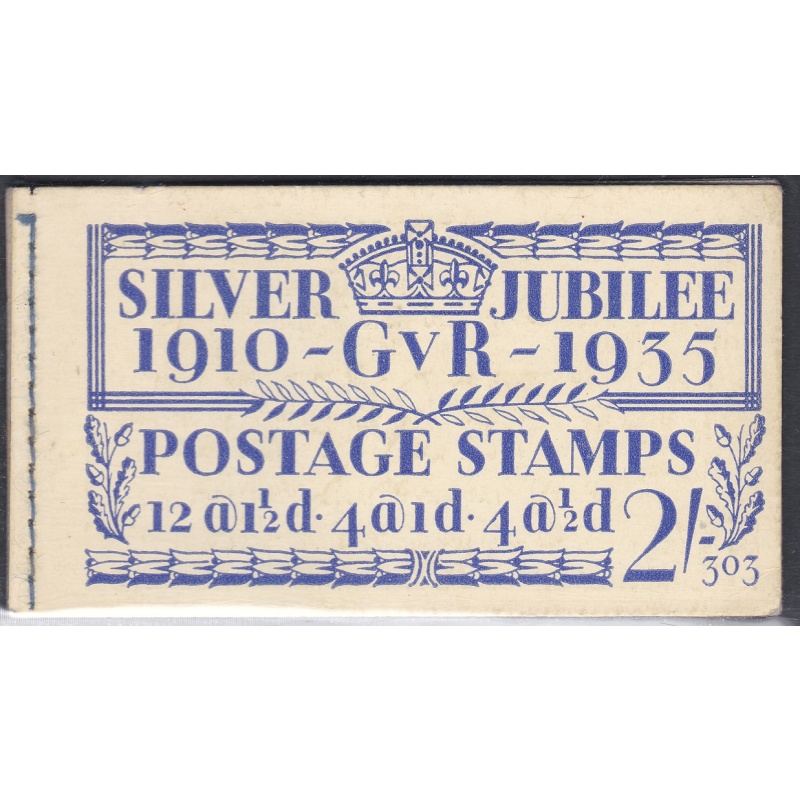 SILVER JUBILEE
1910 - GVR - 1935
POSTAGE STAMPS
12 @ 1½d · 4 @ 1d · 4 @ ½d 2/-
303